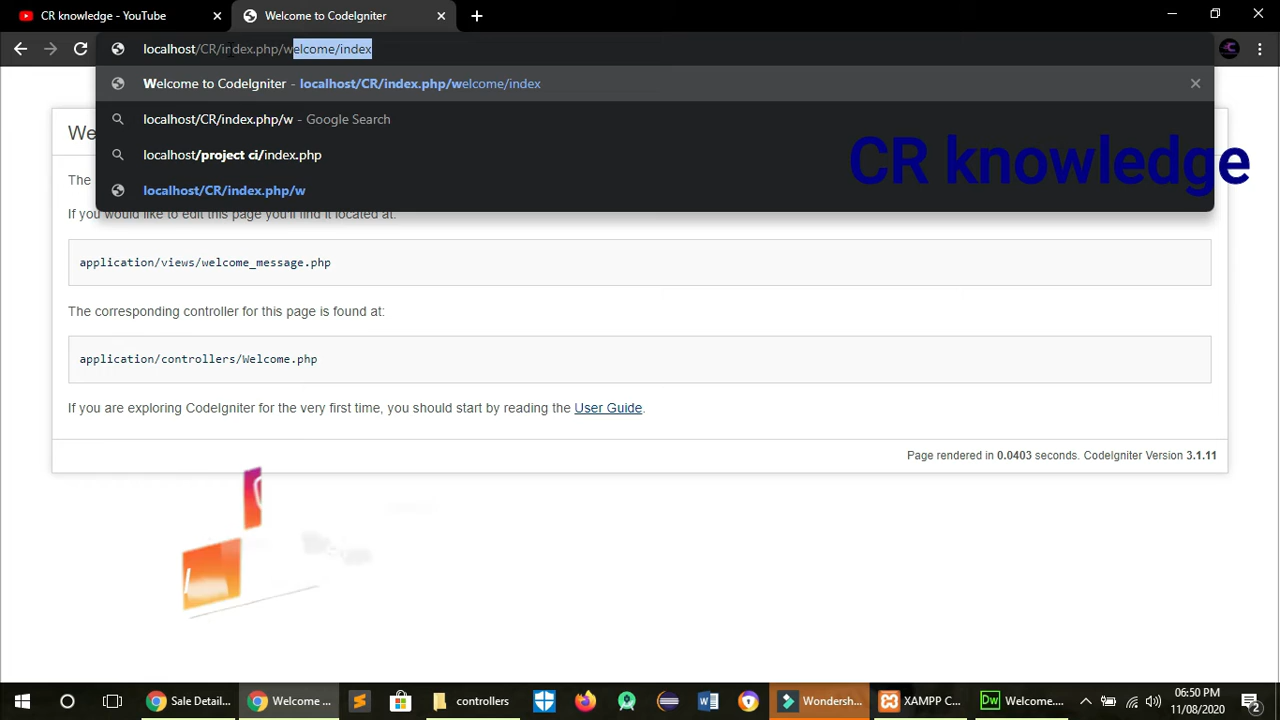 CR knowledge - YouTube
Welcome to CodeIgniter
localhost/CR/index.php/welcome/index
Welcome to CodeIgniter - localhost/CR/index.php/welcome/index
localhost/CR/index.php/w - Google Search
localhost/project ci/index.php
localhost/CR/index.php/w
CR knowledge
We
The
If you would like to edit this page you'll find it located at:
application/views/welcome_message.php
The corresponding controller for this page is found at:
application/controllers/Welcome.php
If you are exploring CodeIgniter for the very first time, you should start by reading the User Guide.
Page rendered in 0.0403 seconds. CodeIgniter Version 3.1.11
Sale Detail...
Welcome ...
controllers
Wondersh...
XAMPP C...
Welcome....
06:50 PM
11/08/2020
2